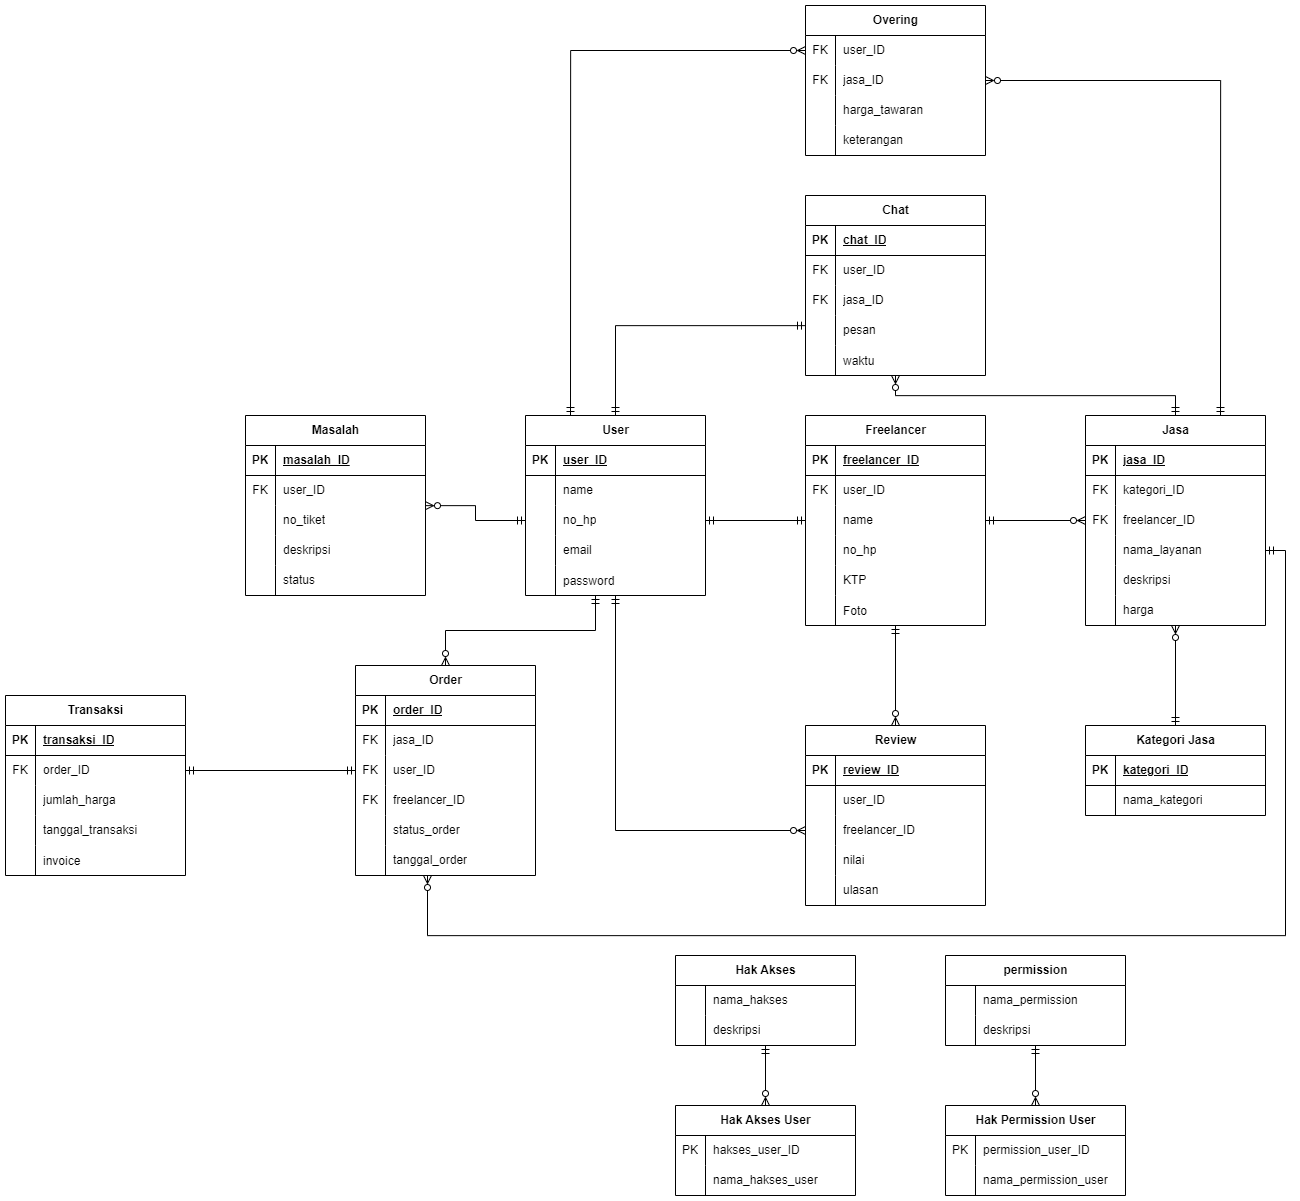 Overing
FK user_ID
FK jasa_ID
harga_tawaran
keterangan
Chat
PK chat_ID
FK user_ID
FK jasa_ID
pesan
waktu
Masalah
PK masalah_ID
FK user_ID
no_tiket
deskripsi
status
User
PK user_ID
name
no_hp
email
password
Freelancer
PK freelancer_ID
FK user_ID
name
no_hp
KTP
Foto
Jasa
PK jasa_ID
FK kategori_ID
FK freelancer_ID
nama_layanan
deskripsi
harga
Transaksi
PK transaksi_ID
FK order_ID
jumlah_harga
tanggal_transaksi
invoice
Order
PK order_ID
FK jasa_ID
FK user_ID
FK freelancer_ID
status_order
tanggal_order
Review
PK review_ID
user_ID
freelancer_ID
nilai
ulasan
Kategori Jasa
PK kategori_ID
nama_kategori
Hak Akses
nama_hakses
deskripsi
permission
nama_permission
deskripsi
Hak Akses User
PK hakses_user_ID
nama_hakses_user
Hak Permission User
PK permission_user_ID
nama_permission_user